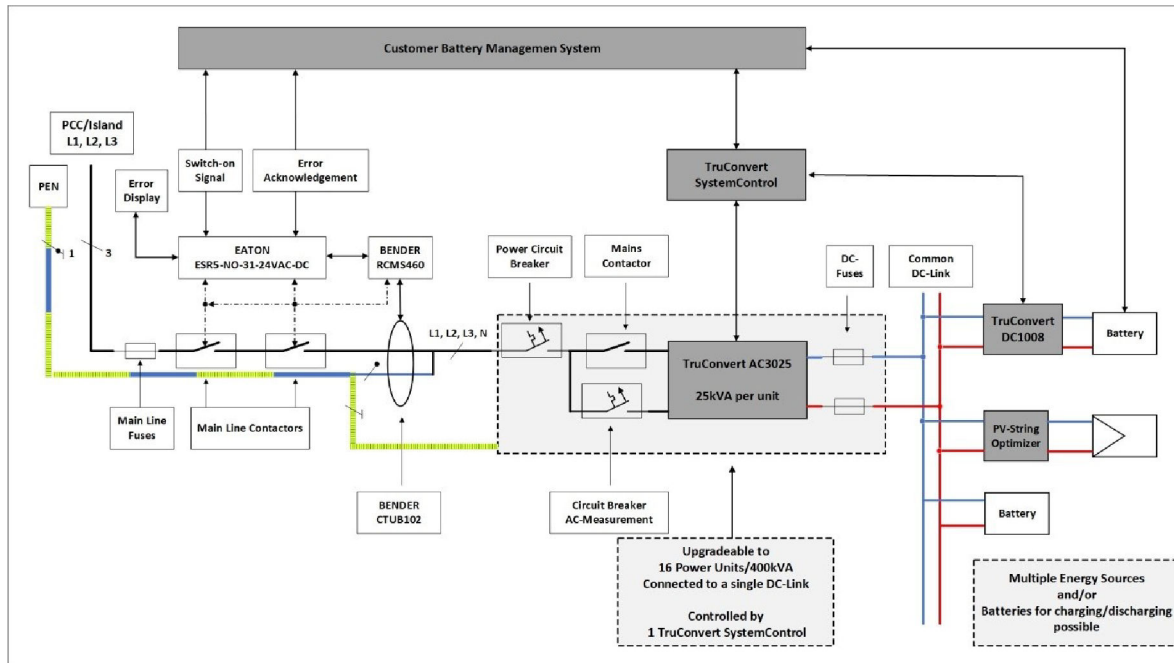 Customer Battery Managemen System
PCC/Island
L1, L2, L3
PEN
Error
Display
Switch-on
Signal
Error
Acknowledgement
TruConvert
SystemControl
1
3
EATON
ESR5-NO-31-24VAC-DC
BENDER
RCMS460
Power Circuit
Breaker
Mains
Contactor
DC-
Fuses
Common
DC-Link
L1, L2, L3, N
TruConvert AC3025
25kVA per unit
TruConvert
DC1008
Battery
Main Line
Fuses
Main Line Contactors
PV-String
Optimizer
BENDER
CTUB102
Circuit Breaker
AC-Measurement
Battery
Upgradeable to
16 Power Units/400kVA
Connected to a single DC-Link
Controlled by
1 TruConvert SystemControl
Multiple Energy Sources
and/or
Batteries for charging/discharging
possible